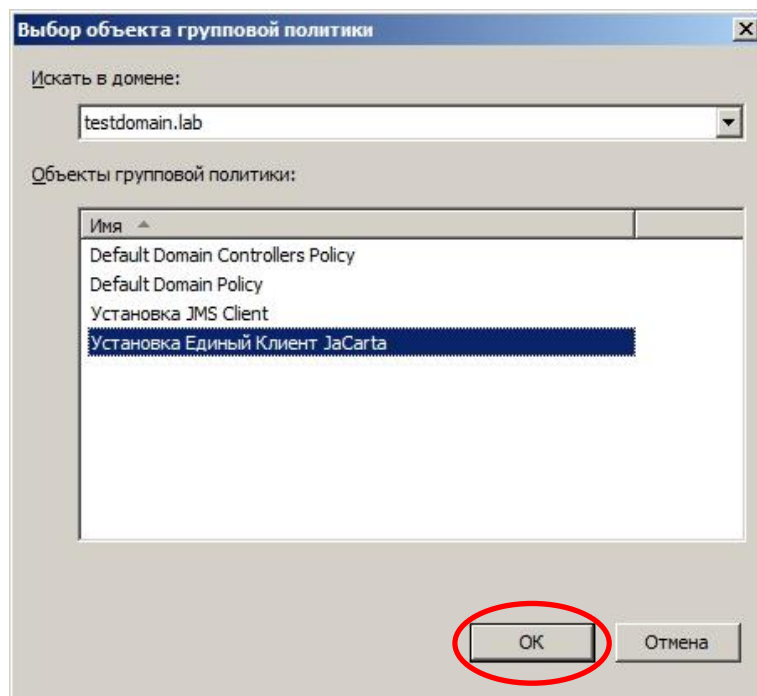 Выбор объекта групповой политики
Искать в домене:
testdomain.lab
Объекты групповой политики:
Имя
Default Domain Controllers Policy
Default Domain Policy
Установка JMS Client
Установка Единый Клиент JaCarta
ОК Отмена